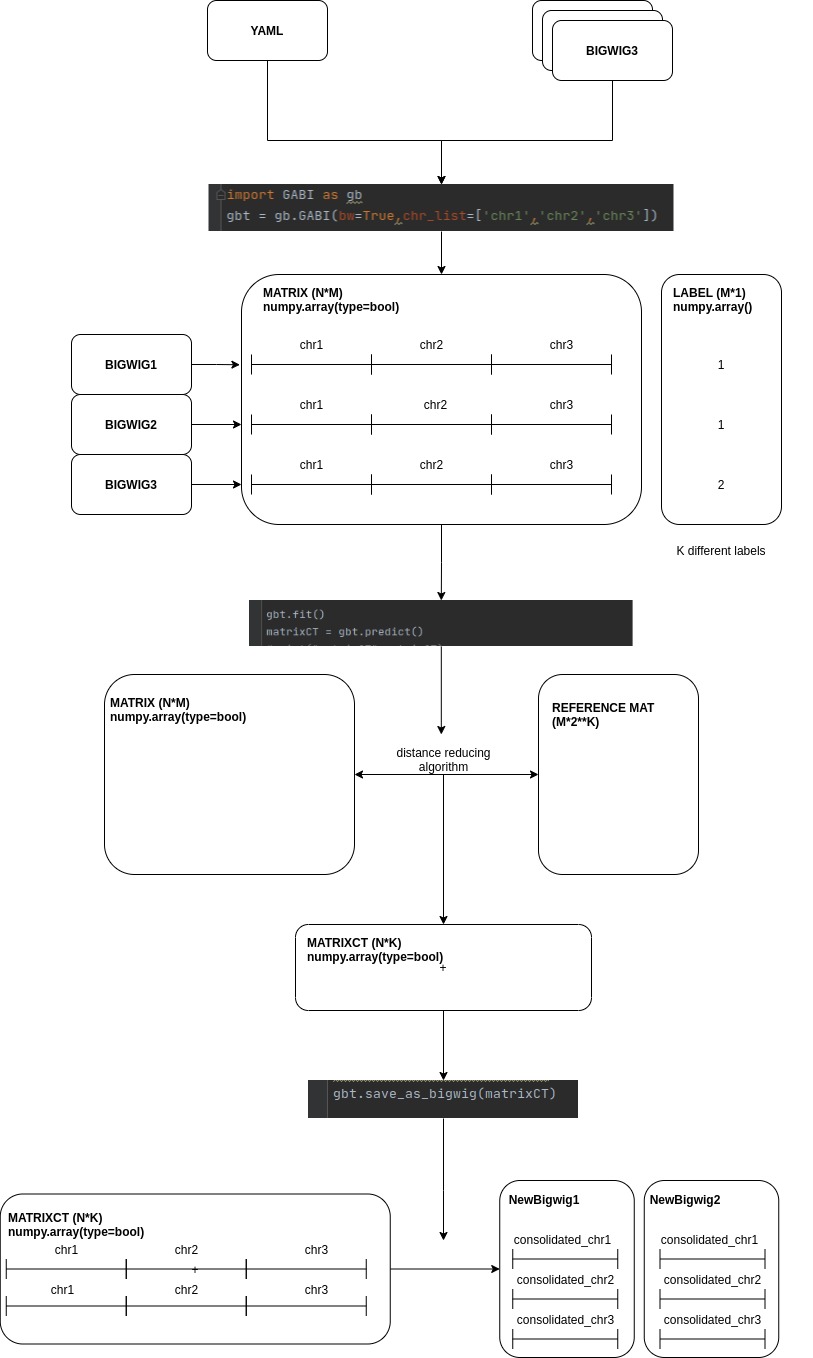 YAML
BIGWIG3
import GABI as gb
gbt = gb.GABI(bw=True,chr_list=['chr1','chr2','chr3'])
MATRIX (N*M)
numpy.array(type=bool)
LABEL (M*1)
numpy.array()
chr1 chr2 chr3
BIGWIG1
1
chr1 chr2 chr3
BIGWIG2
1
chr1 chr2 chr3
BIGWIG3
2
K different labels
gbt.fit()
matrixCT = gbt.predict()
MATRIX (N*M)
numpy.array(type=bool)
REFERENCE MAT
(M*2**K)
distance reducing
algorithm
MATRIXCT (N*K)
numpy.array(type=bool)
+
gbt.save_as_bigwig(matrixCT)
MATRIXCT (N*K)
numpy.array(type=bool)
chr1 chr2 chr3
+
chr1 chr2 chr3
NewBigwig1
consolidated_chr1
consolidated_chr2
consolidated_chr3
NewBigwig2
consolidated_chr1
consolidated_chr2
consolidated_chr3